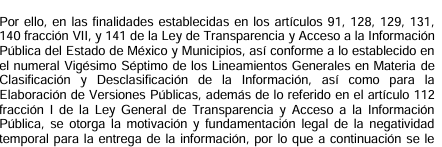 Por ello, en las finalidades establecidas en los artículos 91, 128, 129, 131,
140 fracción VII, y 141 de la Ley de Transparencia y Acceso a la Información
Pública del Estado de México y Municipios, así conforme a lo establecido en
el numeral Vigésimo Séptimo de los Lineamientos Generales en Materia de
Clasificación y Desclasificación de la Información, así como para la
Elaboración de Versiones Públicas, además de lo referido en el artículo 112
fracción I de la Ley General de Transparencia y Acceso a la Información
Pública, se otorga la motivación y fundamentación legal de la negatividad
temporal para la entrega de la información, por lo que a continuación se le